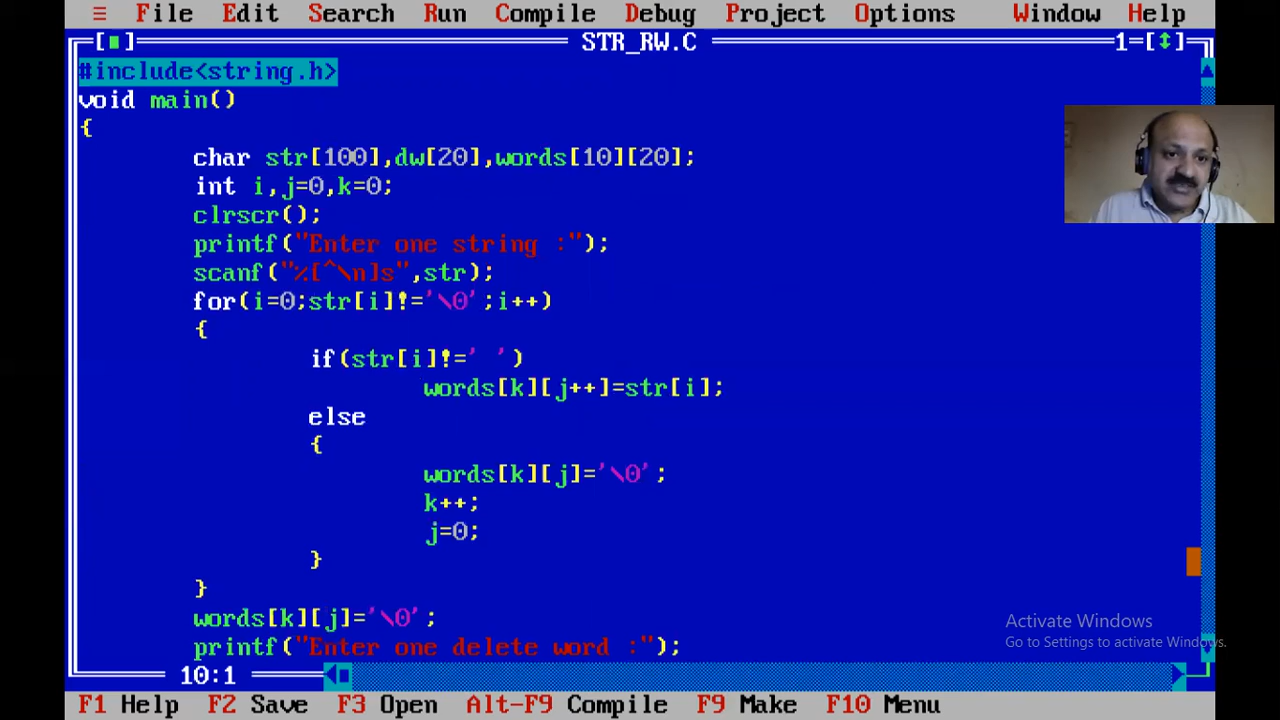 ≡ File Edit Search Run Compile Debug Project Options Window Help
[■] STR_RW.C 1=[↕]
#include<string.h>
void main()
{
char str[100],dw[20],words[10][20];
int i,j=0,k=0;
clrscr();
printf("Enter one string :");
scanf("%[^\n]s",str);
for(i=0;str[i]!='\0';i++)
{
if(str[i]!=' ')
words[k][j++]=str[i];
else
{
words[k][j]='\0';
k++;
j=0;
}
}
words[k][j]='\0';
printf("Enter one delete word :");
10:1
Activate Windows
Go to Settings to activate Windows.
F1 Help F2 Save F3 Open Alt-F9 Compile F9 Make F10 Menu